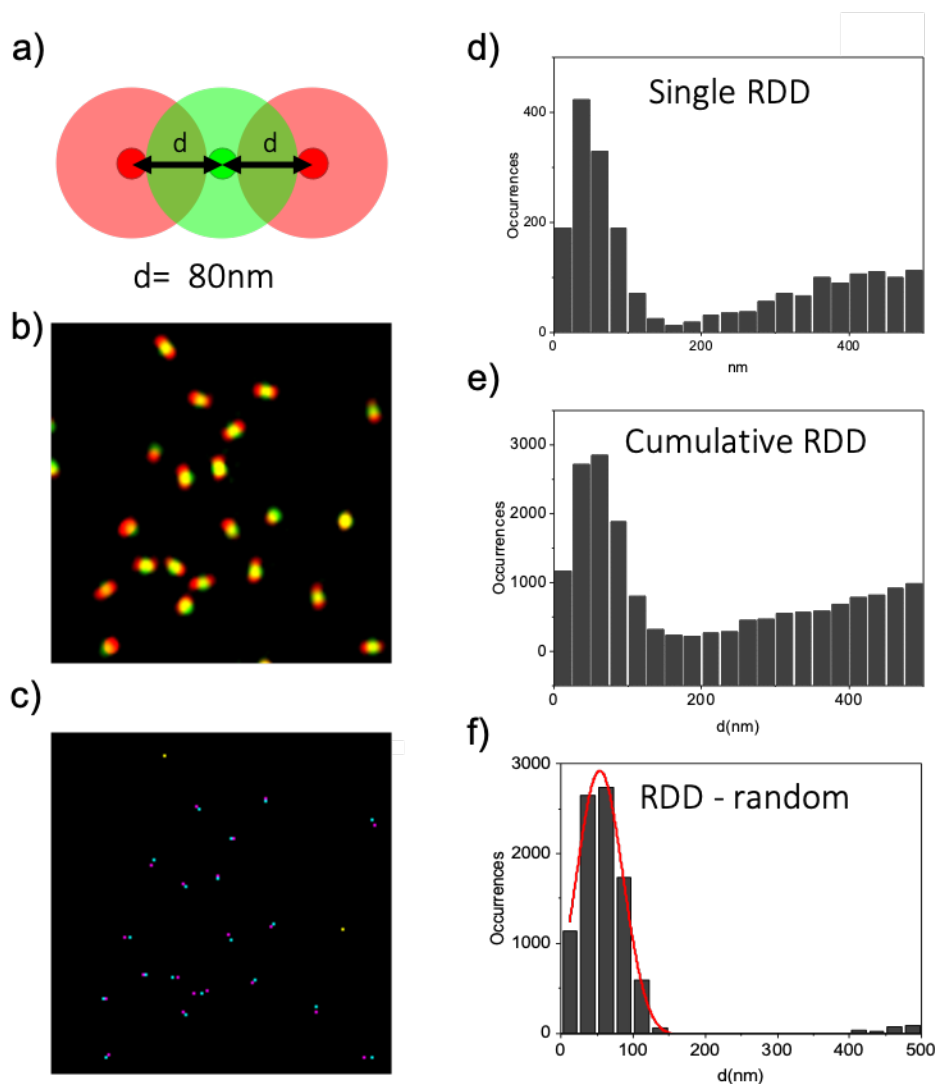 a)
d
d
d= 80nm
b)
c)
d)
Single RDD
Occurrences
400
200
0
0
200
400
nm
e)
Cumulative RDD
Occurrences
3000
2000
1000
0
0
200
400
d(nm)
f)
RDD - random
Occurrences
3000
2000
1000
0
0
100
200
300
400
500
d(nm)